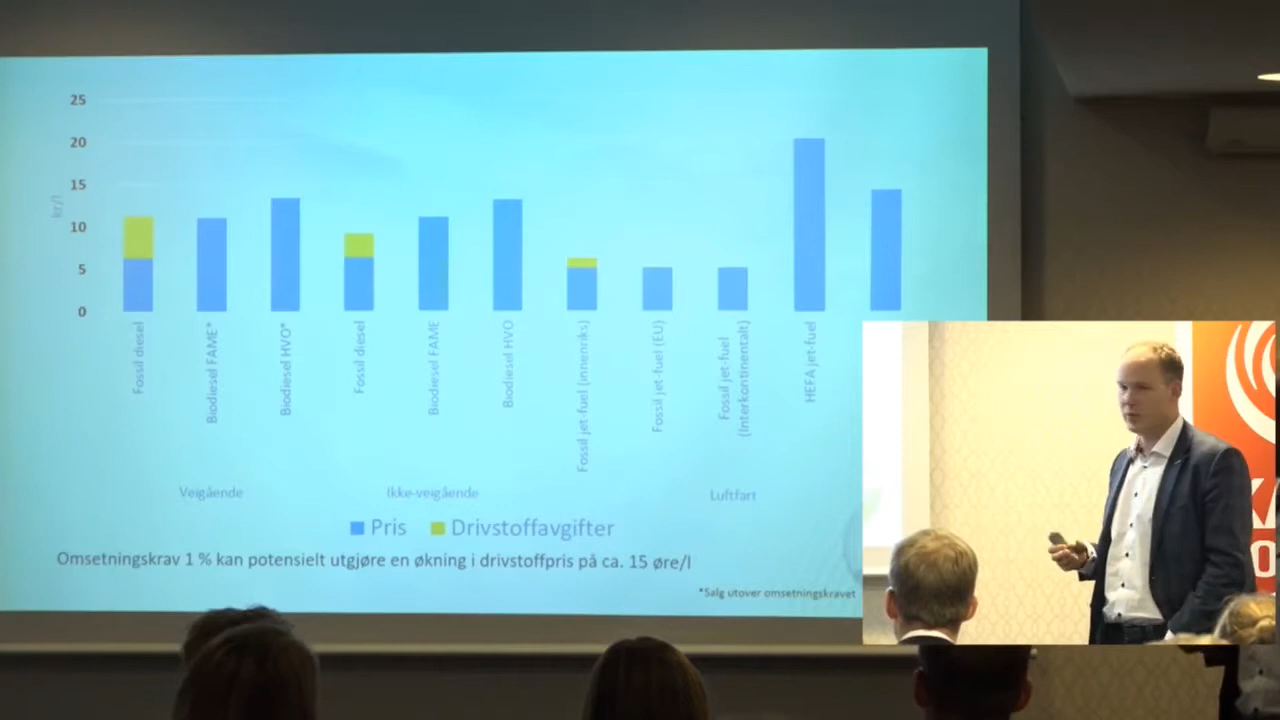 25
20
15
10
5
0
kr/l
Fossil diesel
Biodiesel FAME*
Biodiesel HVO*
Fossil diesel
Biodiesel FAME
Biodiesel HVO
Fossil jet-fuel (innenriks)
Fossil jet-fuel (EU)
Fossil jet-fuel
(Interkontinentalt)
HEFA jet-fuel
Veigående
Ikke-veigående
Luftfart
Pris
Drivstoffavgifter
Omsetningskrav 1 % kan potensielt utgjøre en økning i drivstoffpris på ca. 15 øre/l
*Salg utover omsetningskravet